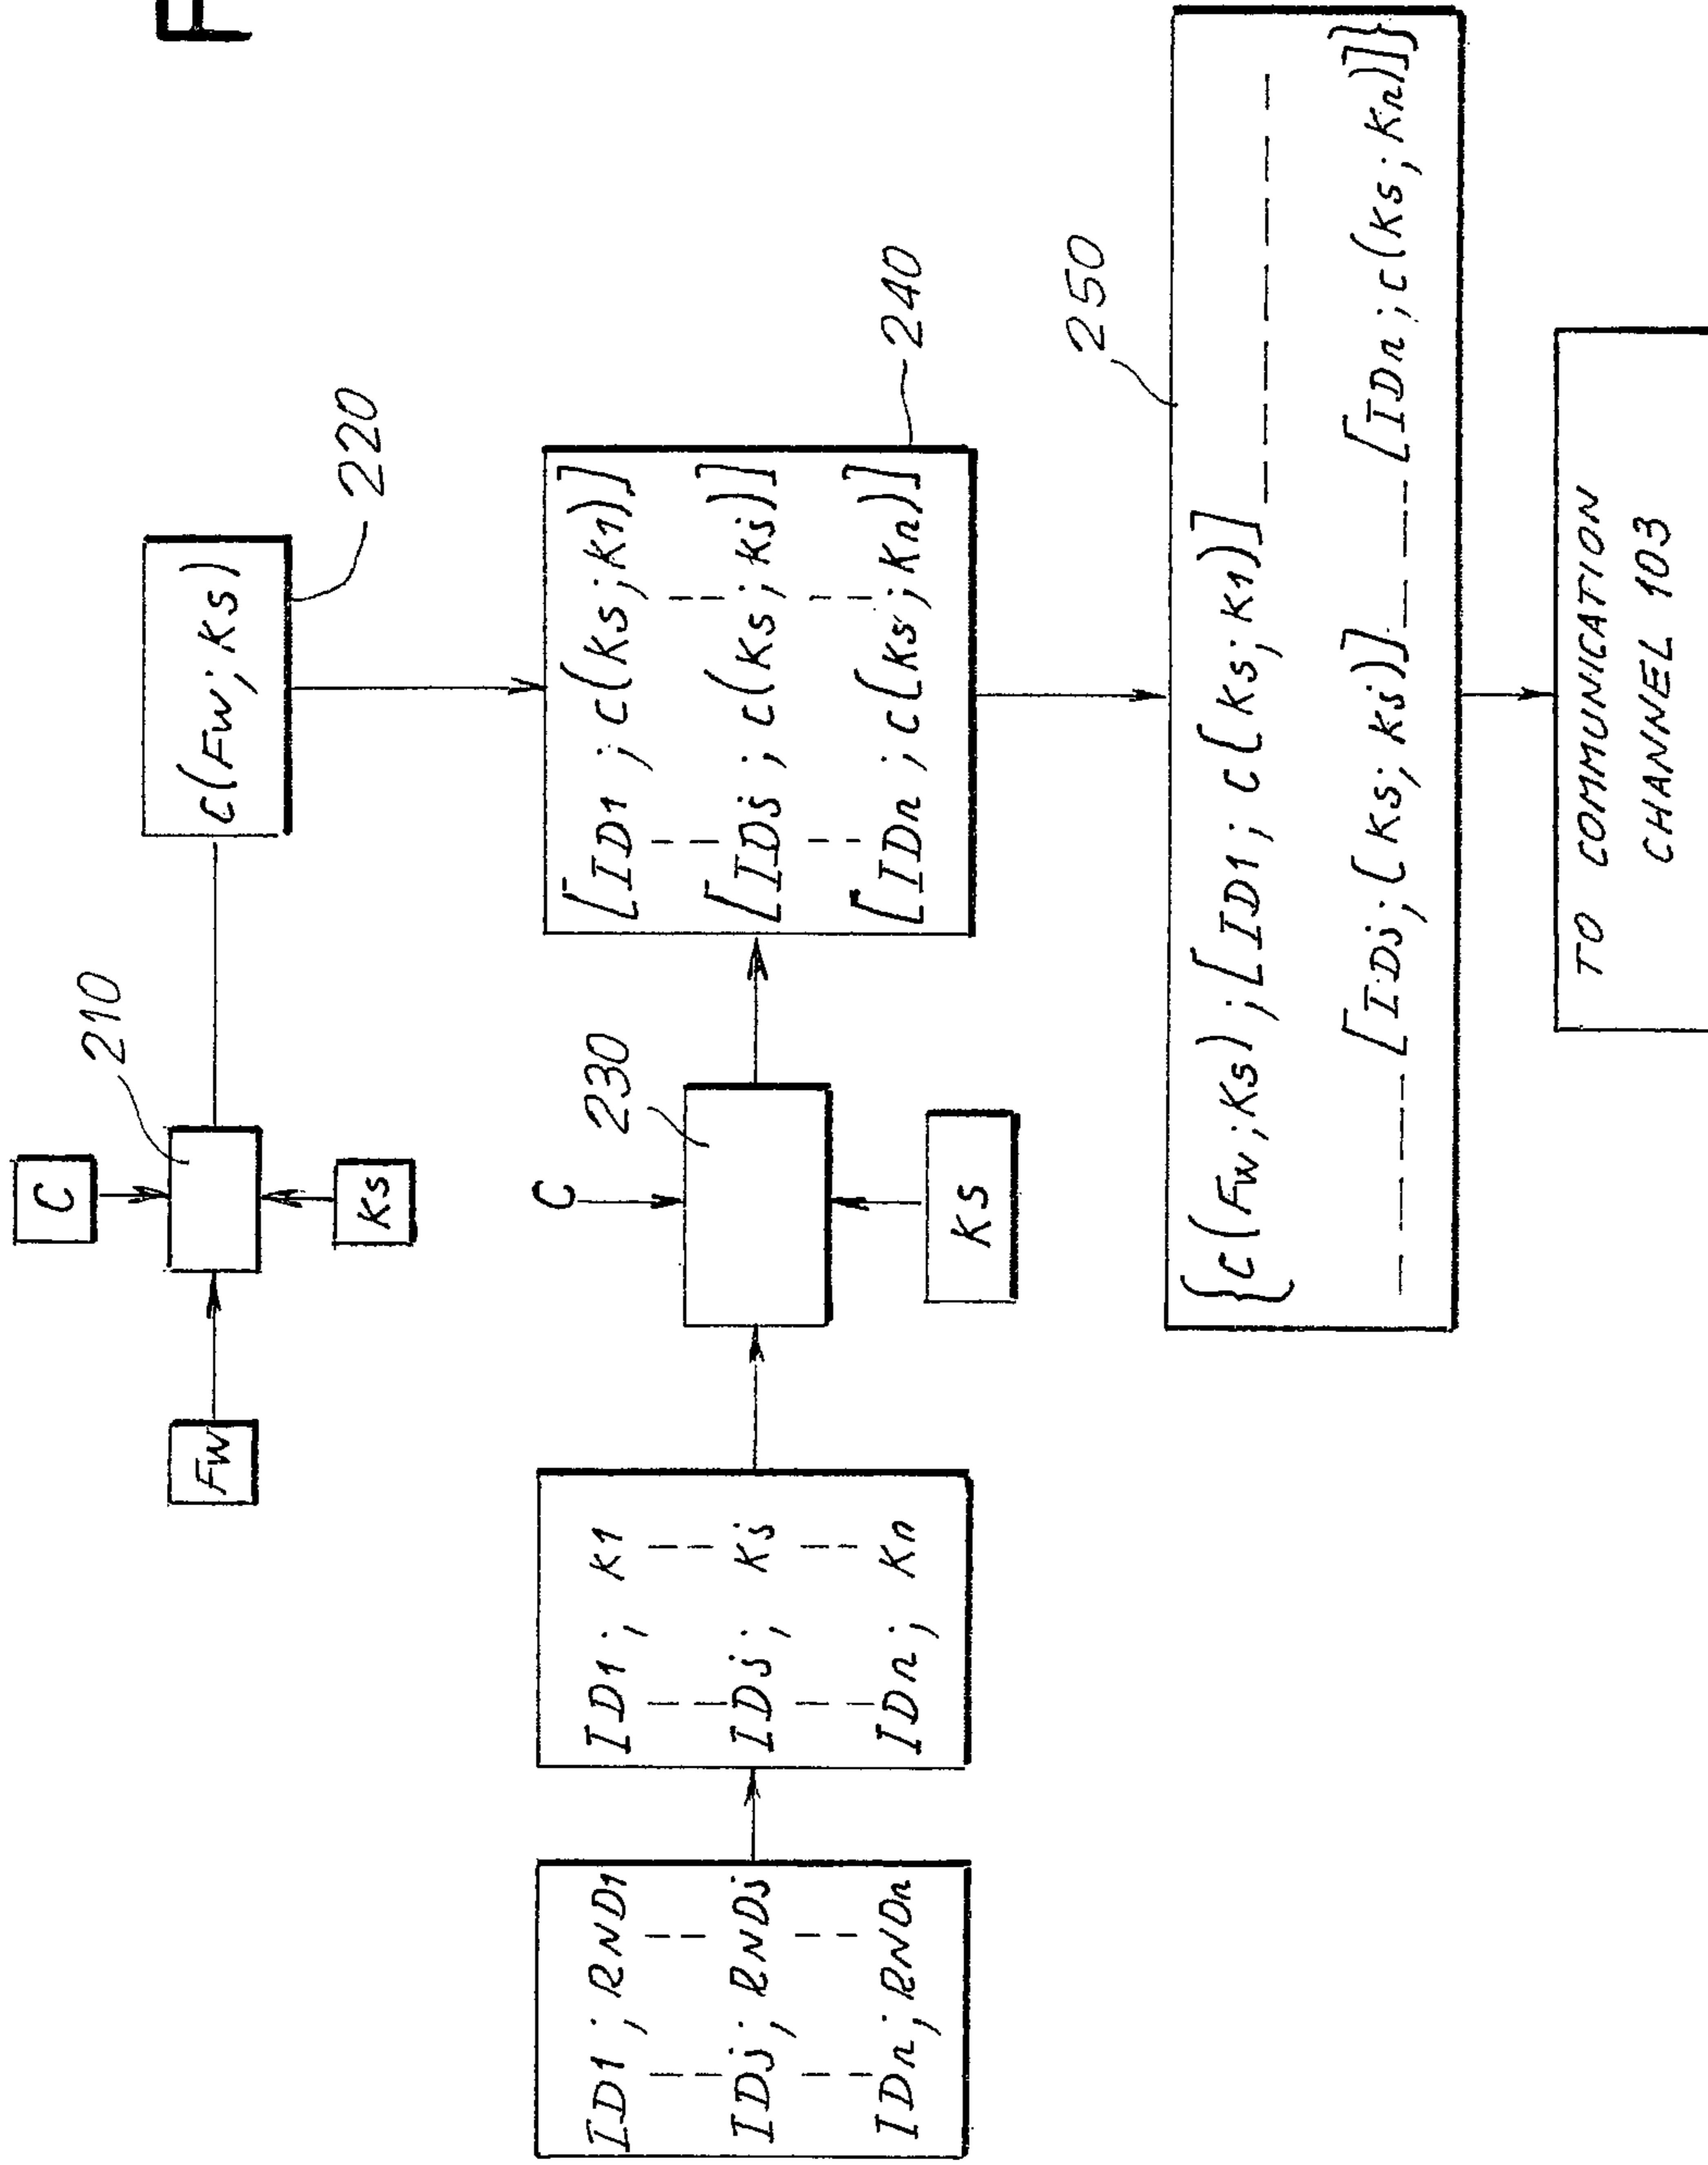 C
210
FW
C(FW; KS)
KS
220
C
230
ID1; RND1
IDj; RNDj
IDn; RNDn
ID1; K1
IDj; Kj
IDn; Kn
[ID1; C(KS; K1)]
[IDj; C(KS; Kj)]
[IDn; C(KS; Kn)]
240
KS
250
{C(FW; KS); [ID1; C(KS; K1)]
[IDj; (KS; Kj)] [IDn; C(KS; Kn)]}
TO COMMUNICATION
CHANNEL 103